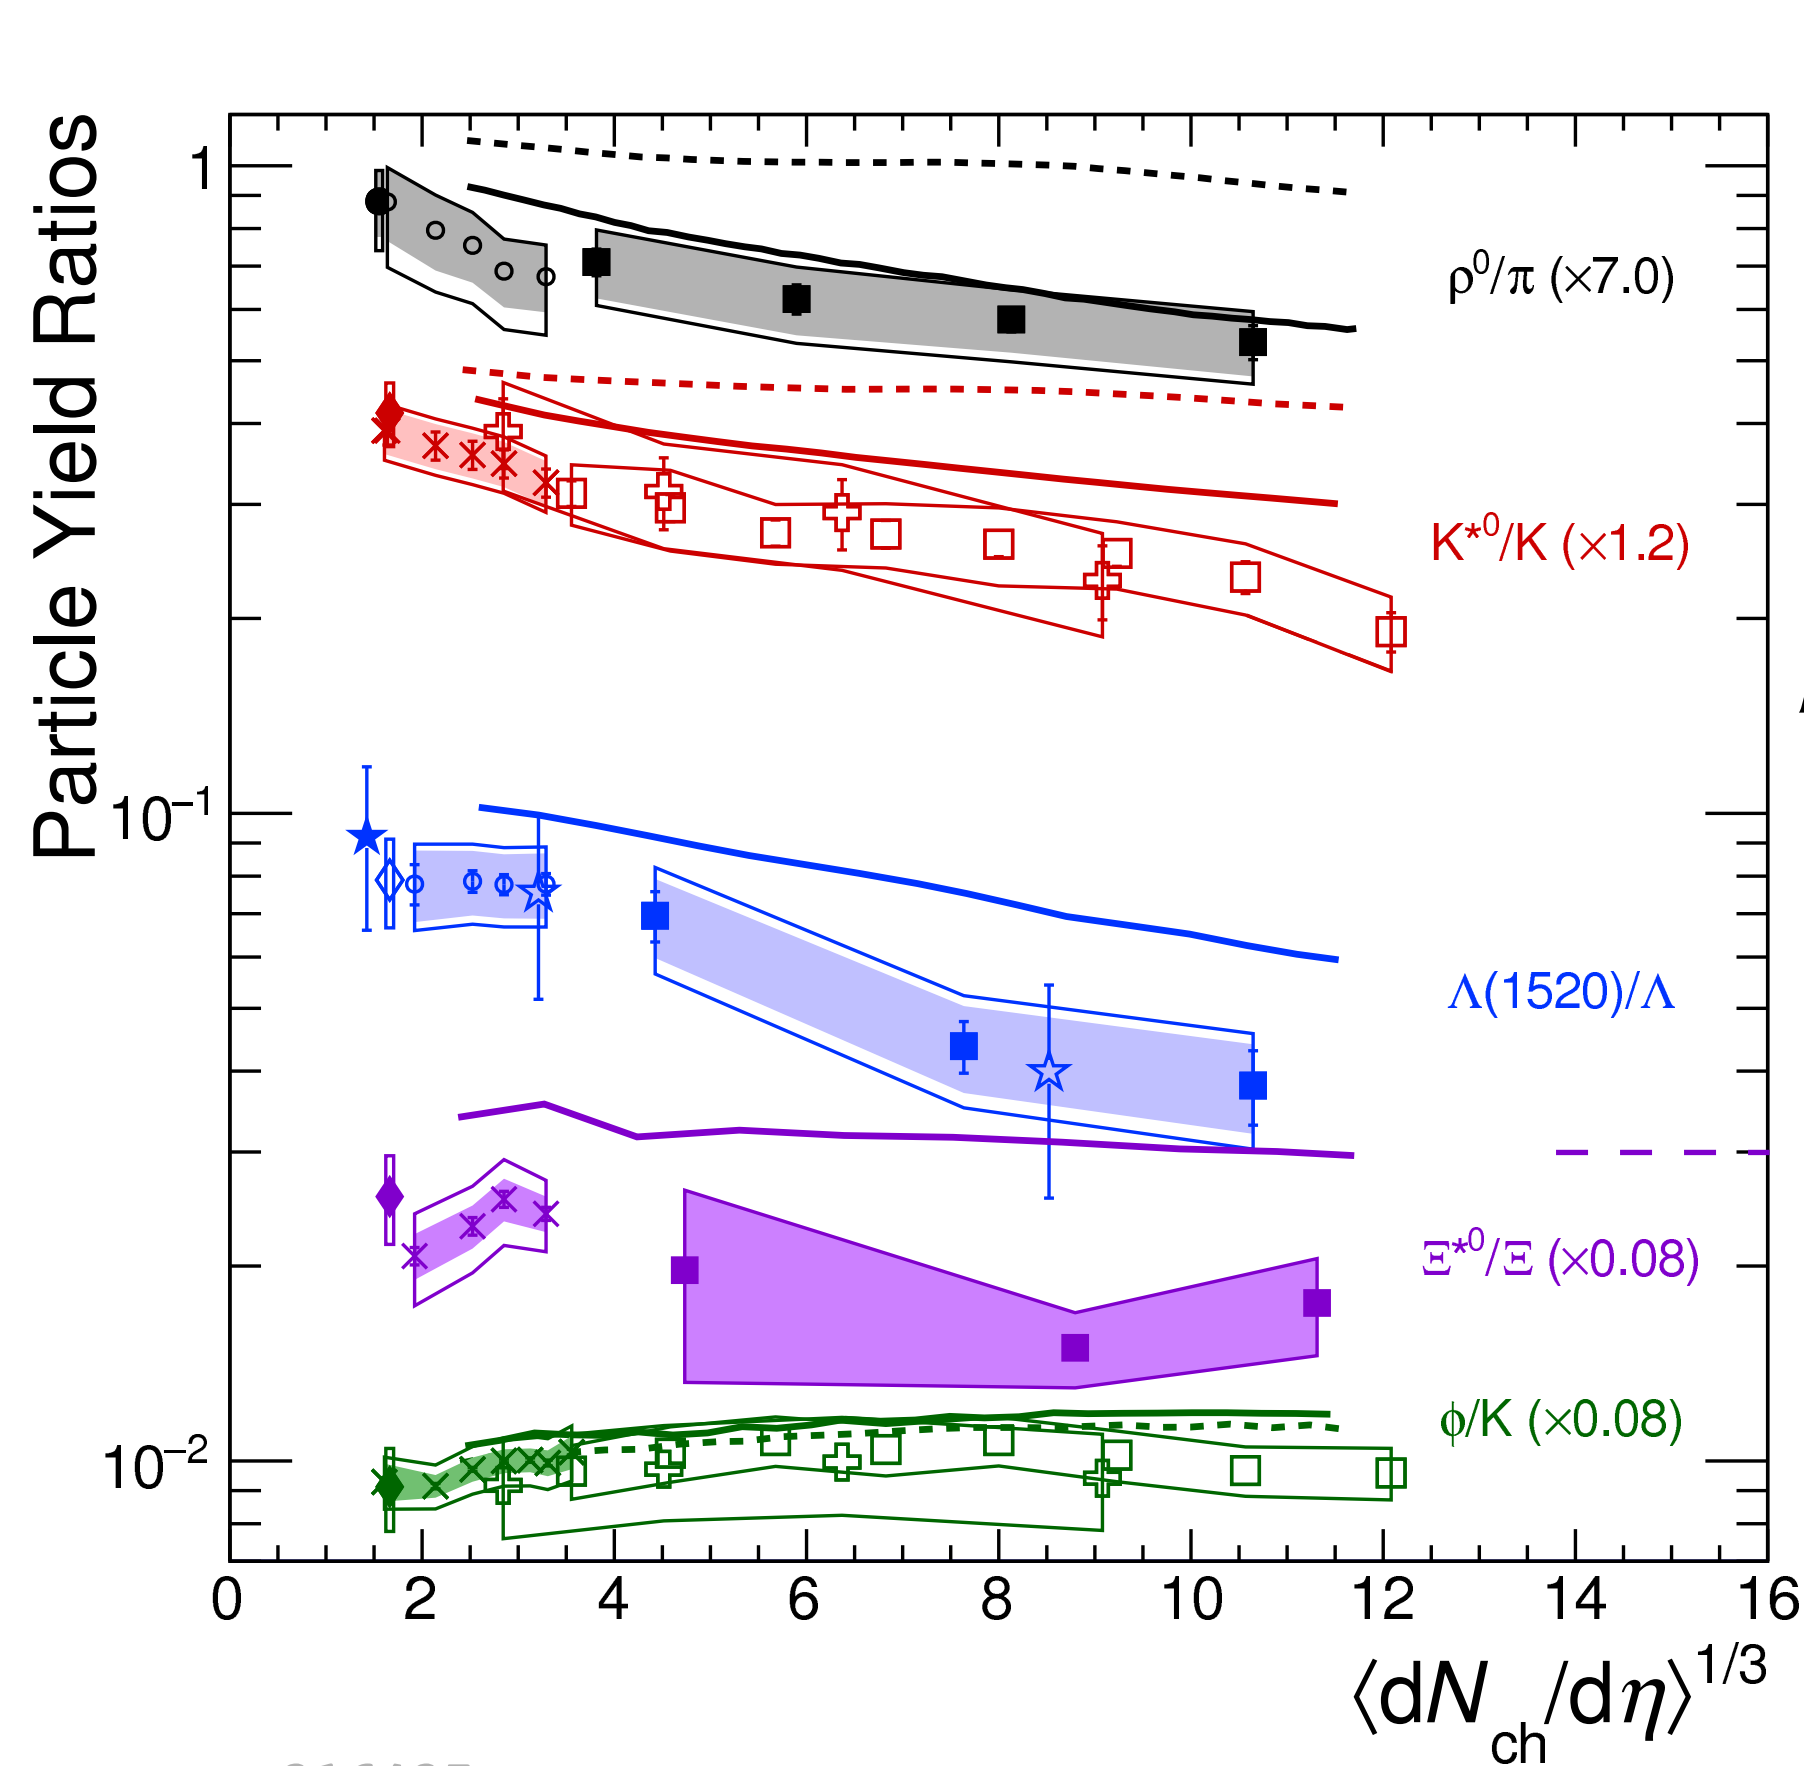 Particle Yield Ratios
1
10⁻¹
10⁻²
ρ⁰/π (×7.0)
K*⁰/K (×1.2)
Λ(1520)/Λ
Ξ*⁰/Ξ (×0.08)
ϕ/K (×0.08)
0 2 4 6 8 10 12 14 16
⟨dN_ch/dη⟩^1/3